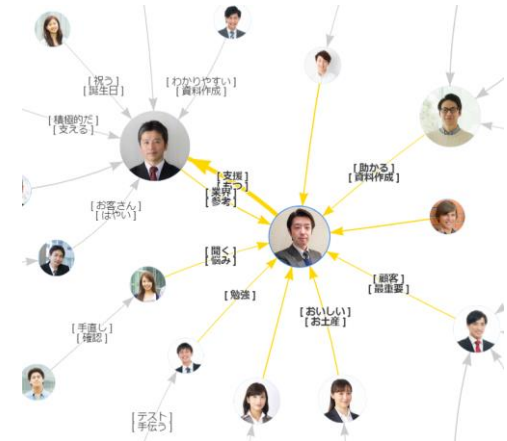 [ 祝う ]
[ 誕生日 ]
[ わかりやすい ]
[ 資料作成 ]
[ 積極的だ ]
[ 支える ]
[ 支援 ]
[ もつ ]
[ 業界 ]
[ 参考 ]
[ 助かる ]
[ 資料作成 ]
[ お客さん ]
[ はやい ]
[ 聞く ]
[ 悩み ]
[ 顧客 ]
[ 最重要 ]
[ 勉強 ]
[ おいしい ]
[ お土産 ]
[ 手直し ]
[ 確認 ]
[ テスト ]
[ 手伝う ]